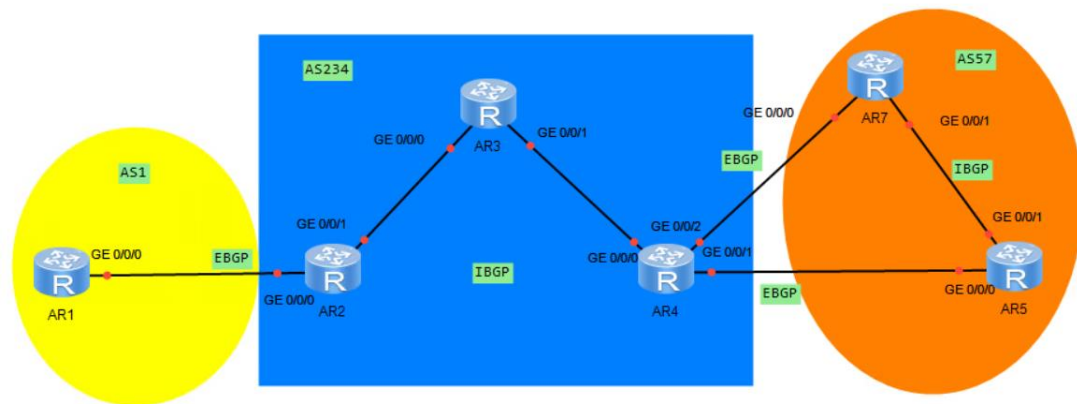 AS234
AS57
AR3
AR7
GE 0/0/0
GE 0/0/0
GE 0/0/1
GE 0/0/1
EBGP
IBGP
AS1
GE 0/0/1
GE 0/0/2
GE 0/0/1
GE 0/0/0
EBGP
GE 0/0/0
GE 0/0/1
IBGP
GE 0/0/0
GE 0/0/0
EBGP
AR1
AR2
AR4
AR5
R
R
R
R
R
R